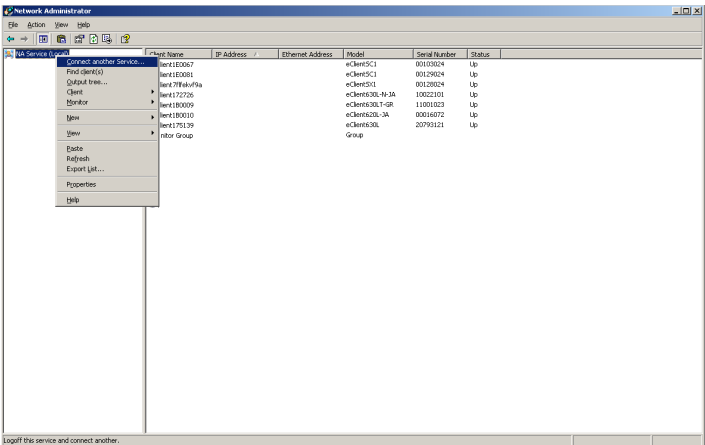 Network Administrator
File Action View Help
NA Service (Local)
Client Name IP Address Ethernet Address Model Serial Number Status
lient1E0067 eClient5C1 00103024 Up
lient1E0081 eClient5C1 00129024 Up
eClient5X1 00128024 Up
lient172726 eClient630L-N-JA 10022101 Up
lient1B0009 eClient630LT-GR 11001023 Up
lient1B0010 eClient620L-JA 00016072 Up
lient175139 eClient630L 20793121 Up
nitor Group Group
Connect another Service...
Find client(s)
Output tree...
Client
Monitor
New
View
Paste
Refresh
Export List...
Properties
Help
Logoff this service and connect another.